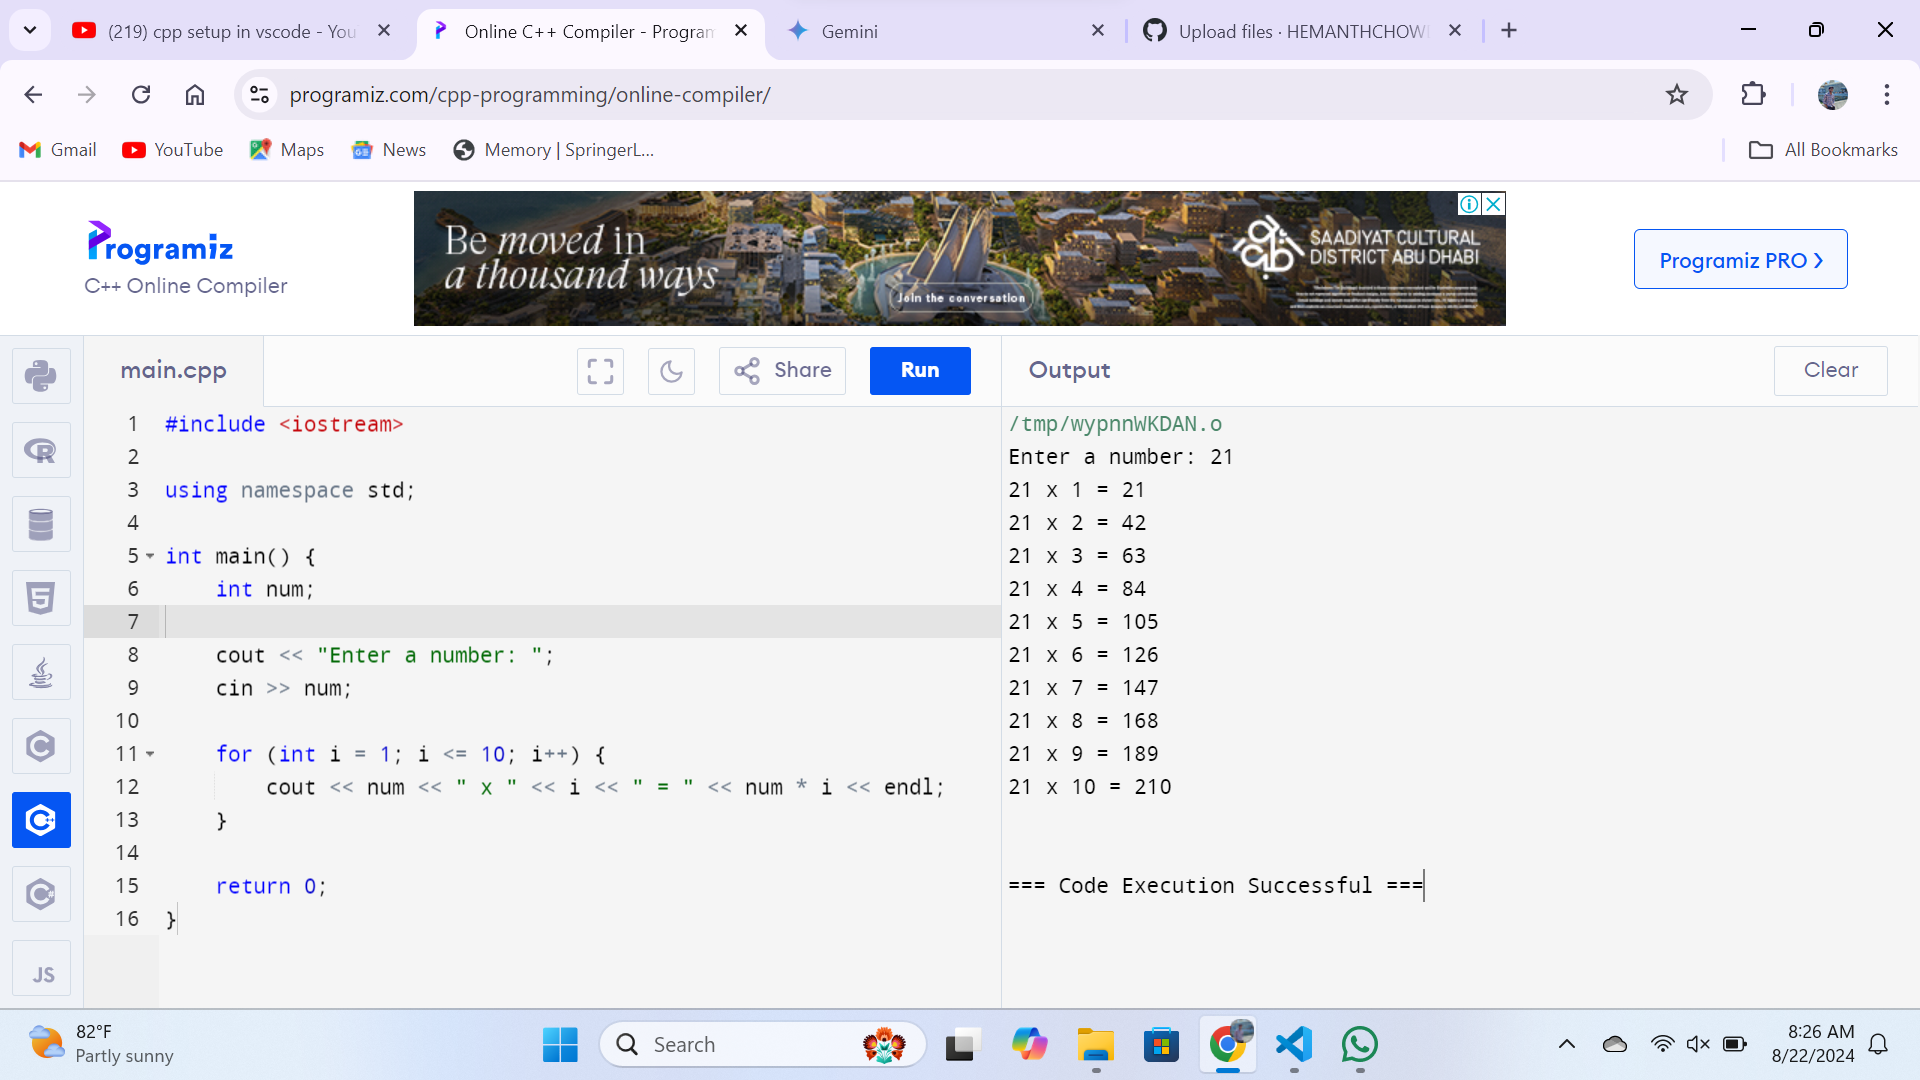 (219) cpp setup in vscode - You
Online C++ Compiler - Program
Gemini
Upload files · HEMANTHCHOW
programiz.com/cpp-programming/online-compiler/
Gmail
YouTube
Maps
News
Memory | SpringerL...
All Bookmarks
Programiz
C++ Online Compiler
Be moved in
a thousand ways
Join the conversation
SAADIYAT CULTURAL
DISTRICT ABU DHABI
Programiz PRO ›
main.cpp
Share
Run
Output
Clear
1 #include <iostream>
2
3 using namespace std;
4
5 int main() {
6     int num;
7
8     cout << "Enter a number: ";
9     cin >> num;
10
11     for (int i = 1; i <= 10; i++) {
12         cout << num << " x " << i << " = " << num * i << endl;
13     }
14
15     return 0;
16 }
/tmp/wypnnWKDAN.o
Enter a number: 21
21 x 1 = 21
21 x 2 = 42
21 x 3 = 63
21 x 4 = 84
21 x 5 = 105
21 x 6 = 126
21 x 7 = 147
21 x 8 = 168
21 x 9 = 189
21 x 10 = 210
=== Code Execution Successful ===
JS
82°F
Partly sunny
Search
8:26 AM
8/22/2024